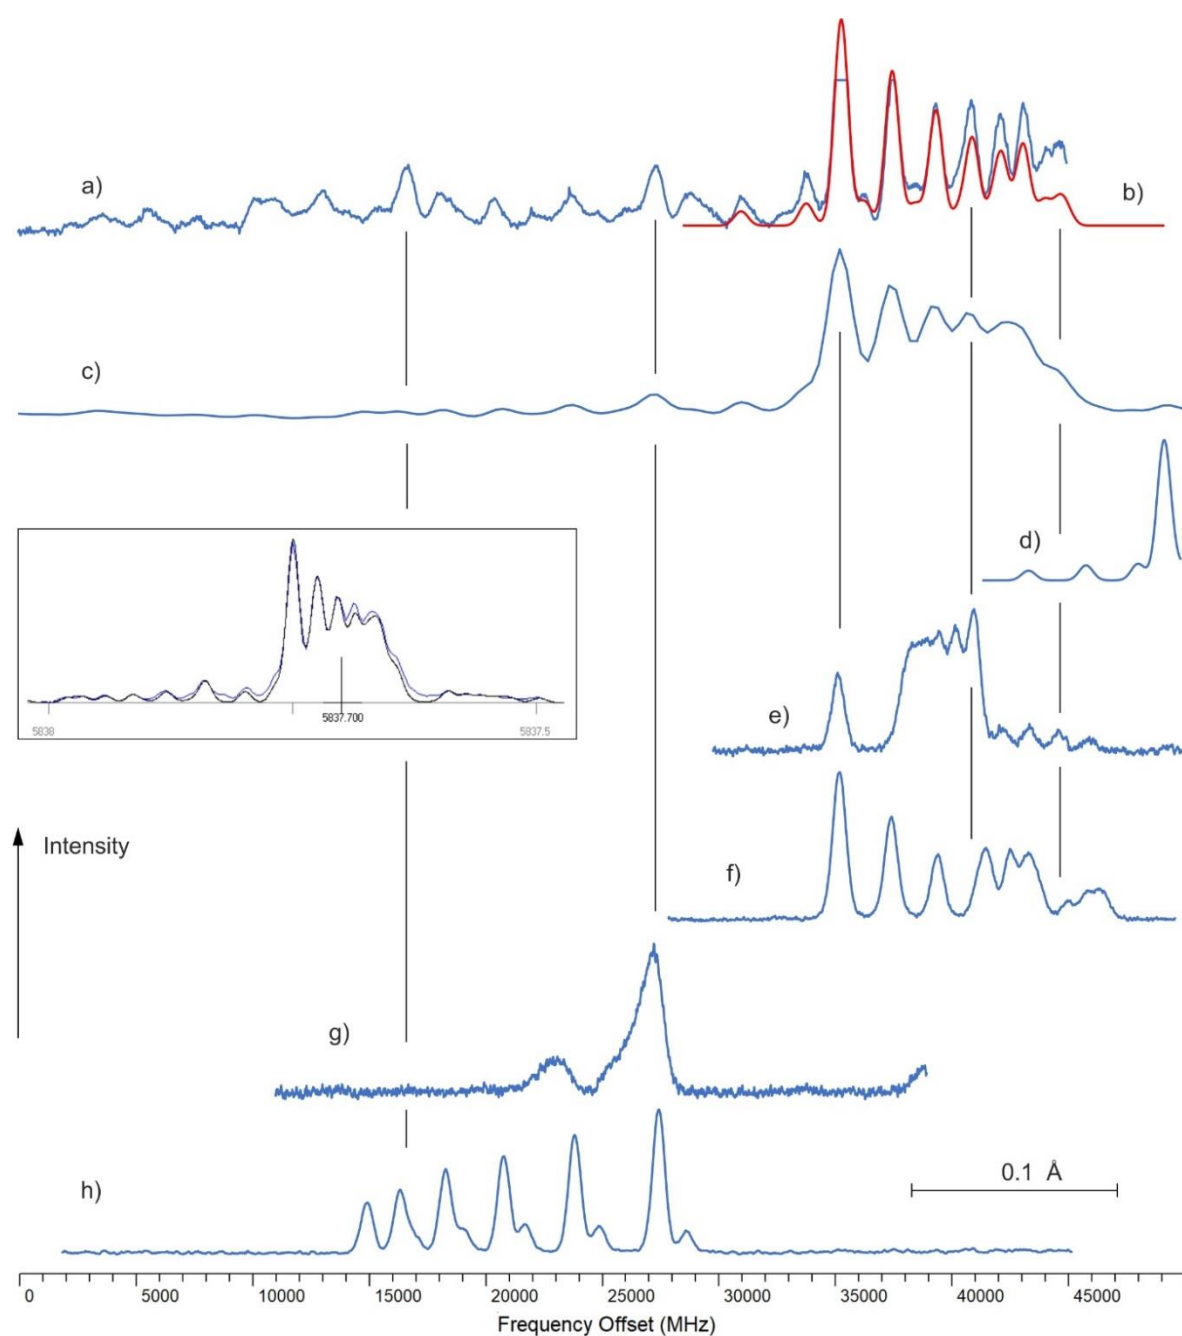 a)
b)
c)
d)
5838
5837.700
5837.5
e)
Intensity
f)
g)
h)
0.1 Å
0 5000 10000 15000 20000 25000 30000 35000 40000 45000
Frequency Offset (MHz)